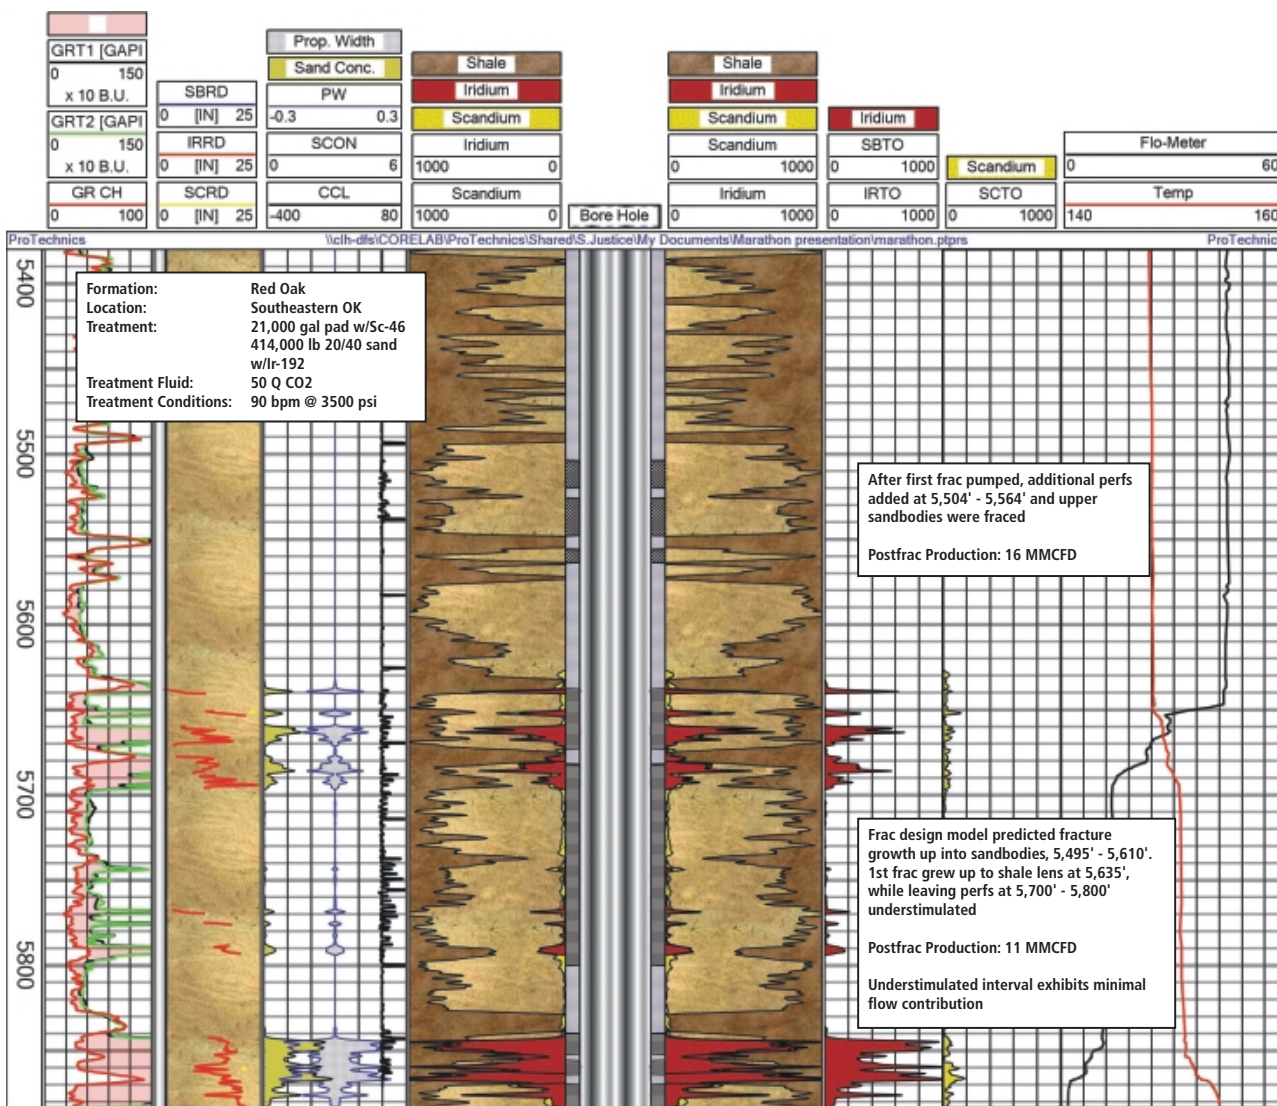 GRT1 [GAPI
0 150
x 10 B.U.
GRT2 [GAPI
0 150
x 10 B.U.
GR CH
0 100
SBRD
0 [IN] 25
IRRD
0 [IN] 25
SCRD
0 [IN] 25
Prop. Width
Sand Conc.
PW
-0.3 0.3
SCON
0 6
CCL
-400 80
Shale
Iridium
Scandium
Iridium
1000 0
Scandium
1000 0
Bore Hole
Shale
Iridium
Scandium
Scandium
0 1000
Iridium
0 1000
Iridium
SBTO
0 1000
IRTO
0 1000
Scandium
SCTO
0 1000
Flo-Meter
0 60
Temp
140 160
ProTechnics \\clh-dfs\CORELAB\ProTechnics\Shared\S.Justice\My Documents\Marathon presentation\marathon.ptprs ProTechnic
5400
5500
5600
5700
5800
Formation: Red Oak
Location: Southeastern OK
Treatment: 21,000 gal pad w/Sc-46
414,000 lb 20/40 sand
w/Ir-192
Treatment Fluid: 50 Q CO2
Treatment Conditions: 90 bpm @ 3500 psi
After first frac pumped, additional perfs
added at 5,504' - 5,564' and upper
sandbodies were fraced
Postfrac Production: 16 MMCFD
Frac design model predicted fracture
growth up into sandbodies, 5,495' - 5,610'.
1st frac grew up to shale lens at 5,635',
while leaving perfs at 5,700' - 5,800'
understimulated
Postfrac Production: 11 MMCFD
Understimulated interval exhibits minimal
flow contribution